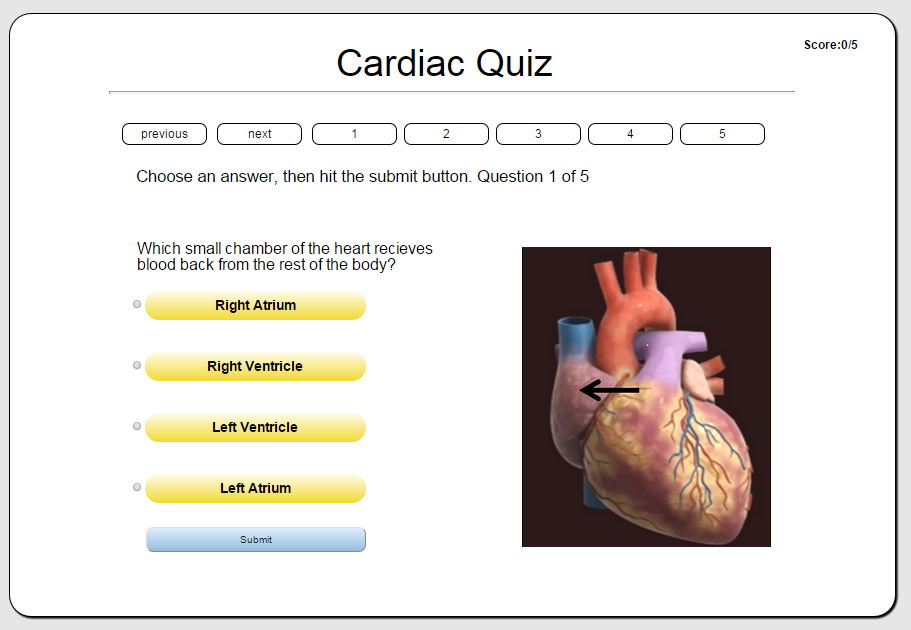 Score:0/5
Cardiac Quiz
previous next 1 2 3 4 5
Choose an answer, then hit the submit button. Question 1 of 5
Which small chamber of the heart recieves
blood back from the rest of the body?
Right Atrium
Right Ventricle
Left Ventricle
Left Atrium
Submit